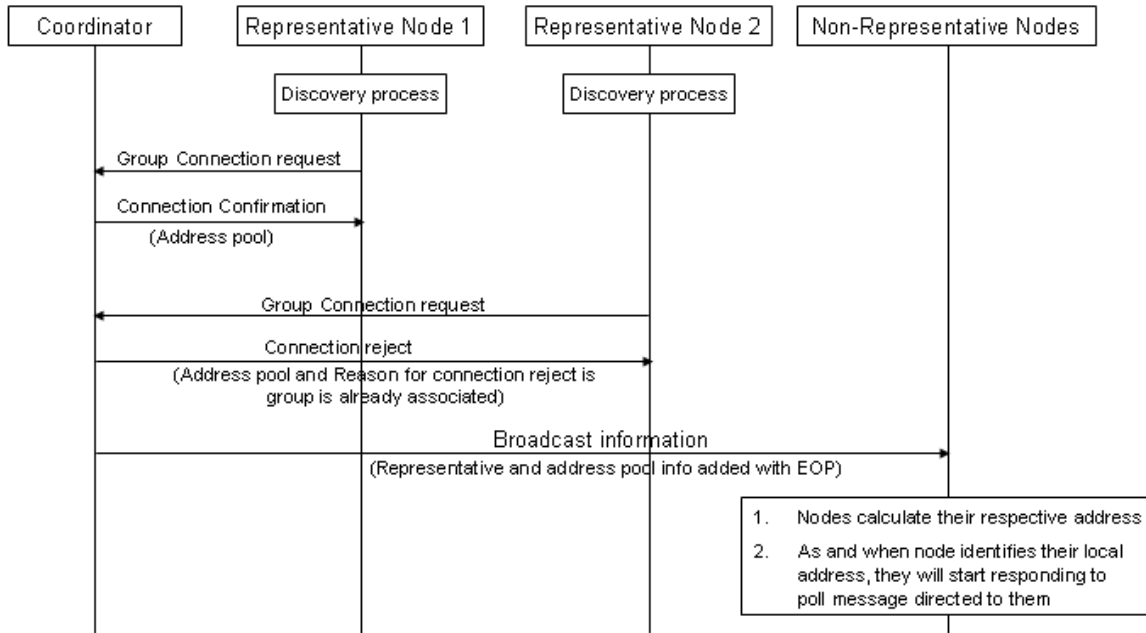 Coordinator
Representative Node 1
Representative Node 2
Non-Representative Nodes
Discovery process
Discovery process
Group Connection request
Connection Confirmation
(Address pool)
Group Connection request
Connection reject
(Address pool and Reason for connection reject is
group is already associated)
Broadcast information
(Representative and address pool info added with EOP)
1. Nodes calculate their respective address
2. As and when node identifies their local
address, they will start responding to
poll message directed to them